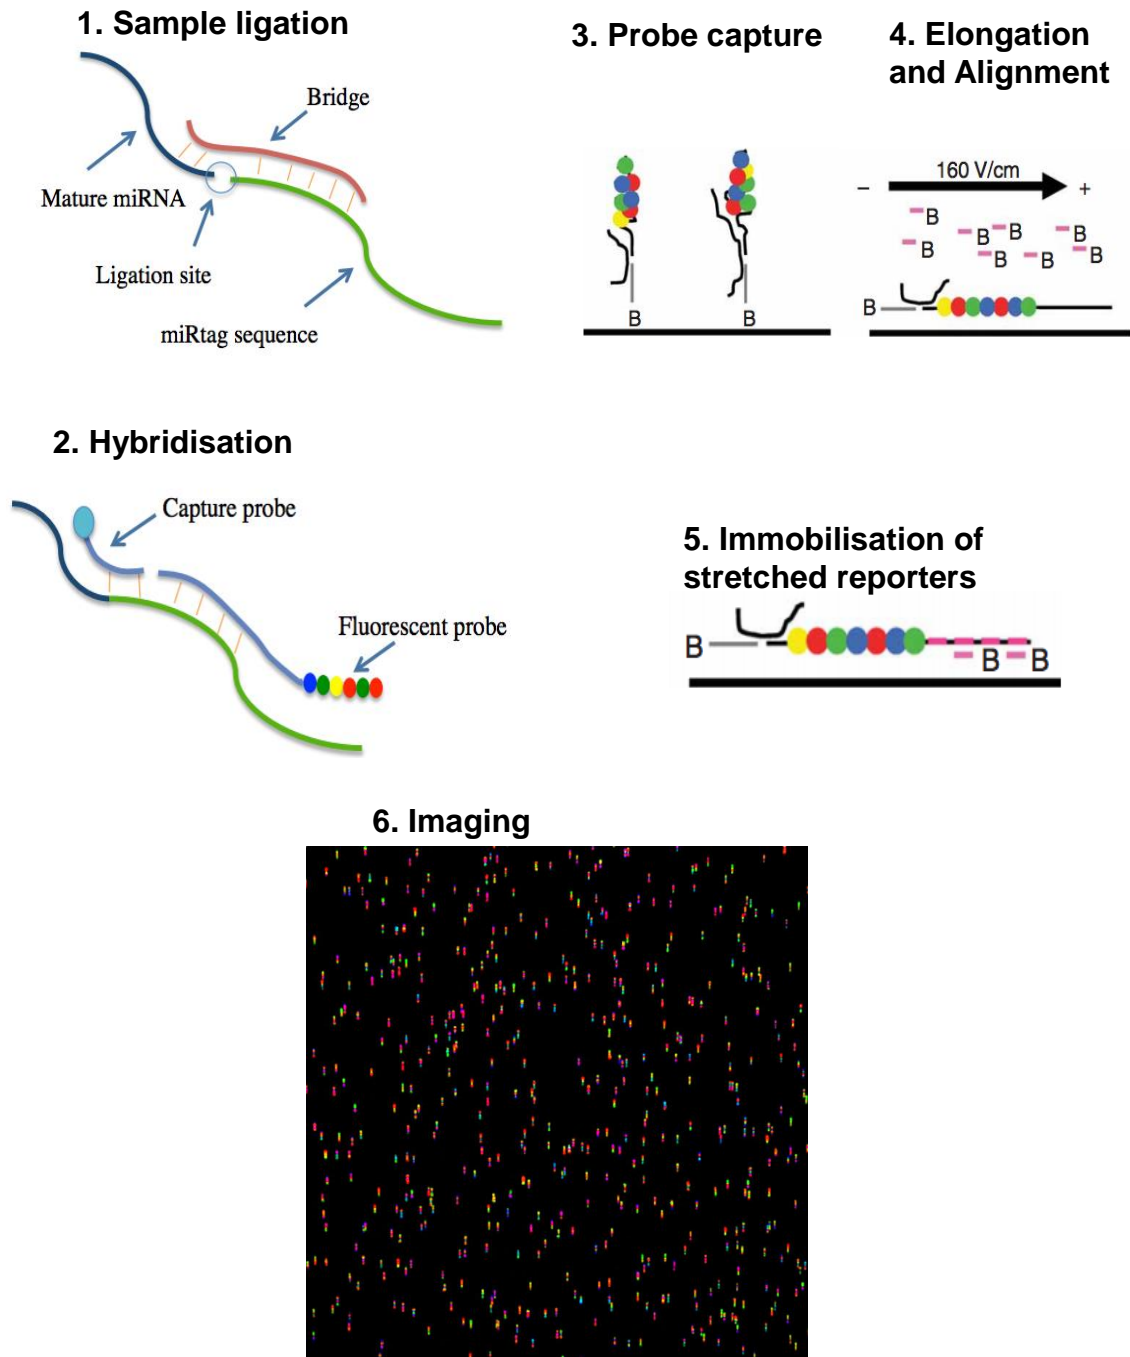 1. Sample ligation
Bridge
Mature miRNA
Ligation site
miRtag sequence
2. Hybridisation
Capture probe
Fluorescent probe
3. Probe capture
B
B
4. Elongation
and Alignment
160 V/cm
– +
B
B
B
B
B
B
B
B
B
5. Immobilisation of
stretched reporters
B
B
B
6. Imaging